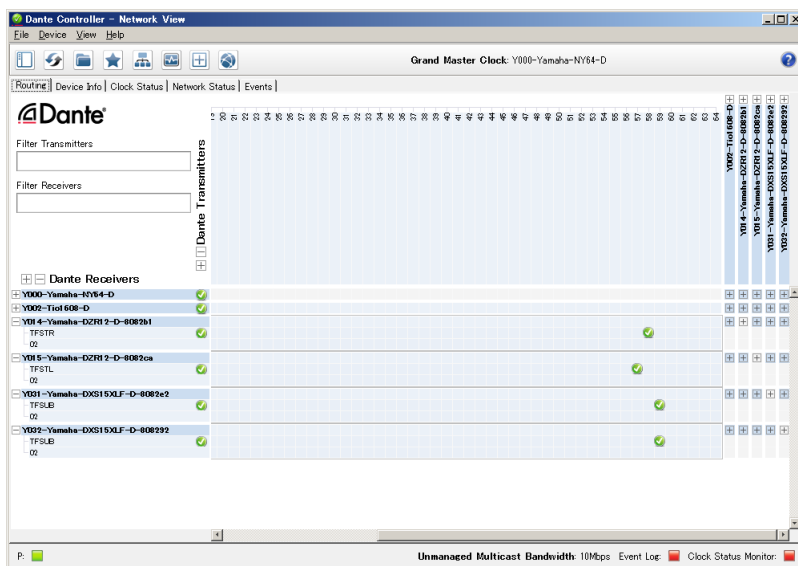 Dante Controller - Network View
File Device View Help
Grand Master Clock: Y000-Yamaha-NY64-D
?
Routing Device Info Clock Status Network Status Events
Dante
Filter Transmitters
Filter Receivers
Dante Transmitters
20 21 22 23 24 25 26 27 28 29 30 31 32 33 34 35 36 37 38 39 40 41 42 43 44 45 46 47 48 49 50 51 52 53 54 55 56 57 58 59 60 61 62 63 64
Y002-Tio1608-D
Y014-Yamaha-DZR12-D-8082b1
Y015-Yamaha-DZR12-D-8082ca
Y031-Yamaha-DXS15XLF-D-8082e2
Y032-Yamaha-DXS15XLF-D-808292
Dante Receivers
Y000-Yamaha-NY64-D
Y002-Tio1608-D
Y014-Yamaha-DZR12-D-8082b1
TFSTR
02
Y015-Yamaha-DZR12-D-8082ca
TFSTL
02
Y031-Yamaha-DXS15XLF-D-8082e2
TFSUB
02
Y032-Yamaha-DXS15XLF-D-808292
TFSUB
02
P:
Unmanaged Multicast Bandwidth: 10Mbps Event Log: Clock Status Monitor: